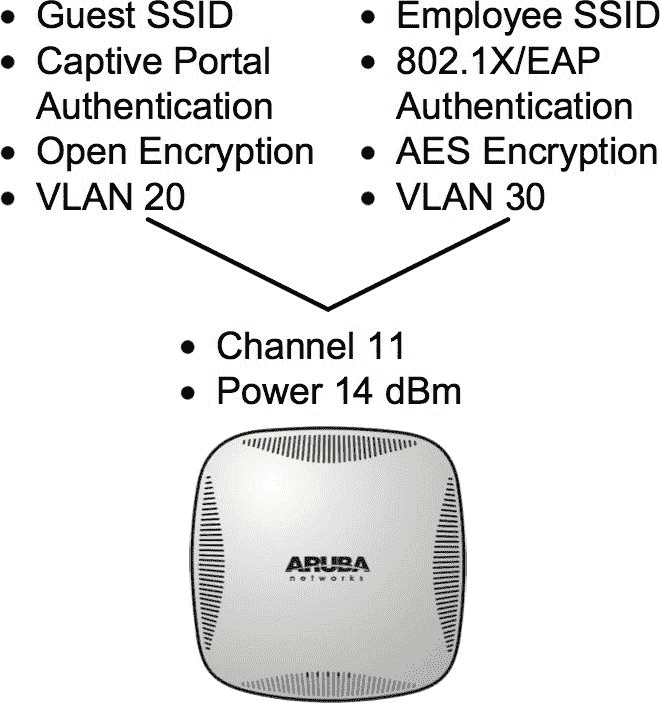 • Guest SSID
• Captive Portal
Authentication
• Open Encryption
• VLAN 20
• Employee SSID
• 802.1X/EAP
Authentication
• AES Encryption
• VLAN 30
• Channel 11
• Power 14 dBm
ARUBA
networks